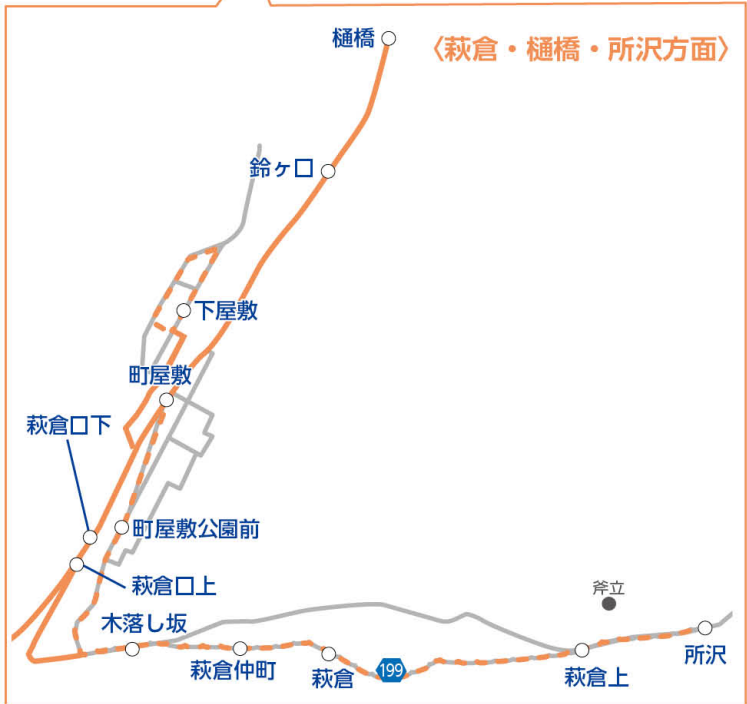 樋橋
〈萩倉・樋橋・所沢方面〉
鈴ヶ口
下屋敷
町屋敷
萩倉口下
町屋敷公園前
萩倉口上
斧立
木落し坂
所沢
萩倉仲町
萩倉
199
萩倉上